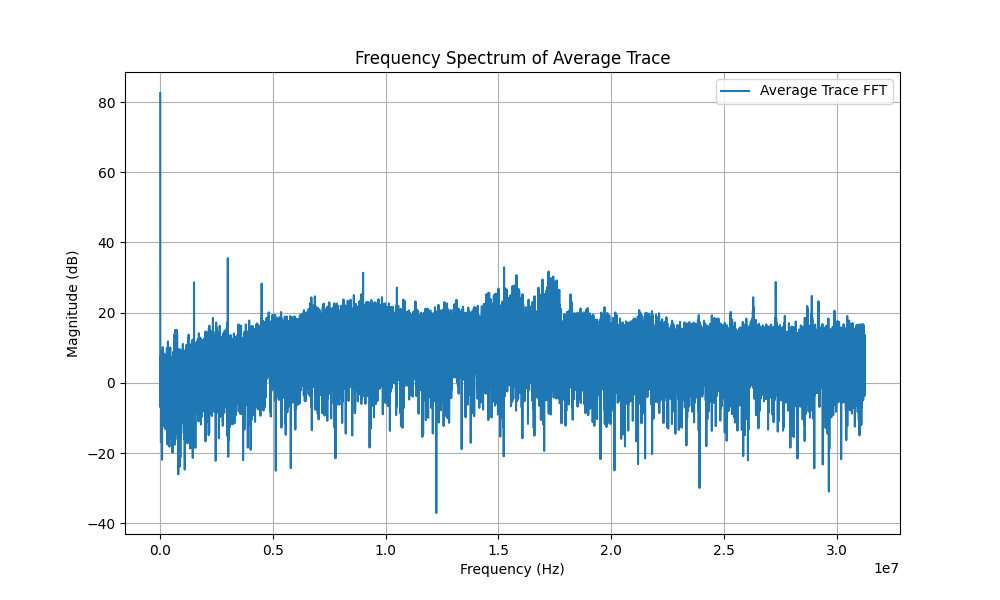 Frequency Spectrum of Average Trace
Average Trace FFT
Magnitude (dB)
80
60
40
20
0
−20
−40
0.0 0.5 1.0 1.5 2.0 2.5 3.0
1e7
Frequency (Hz)